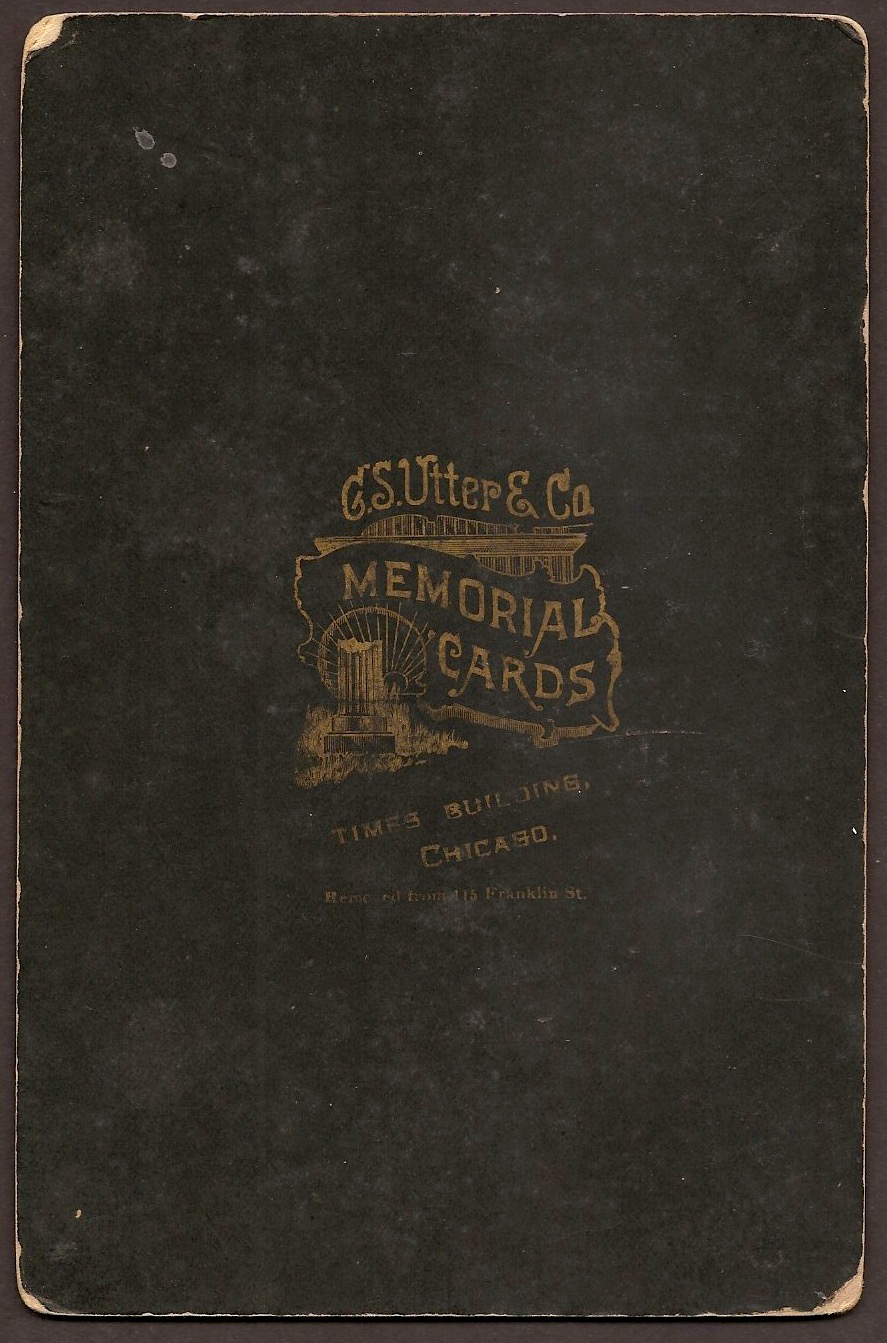 G.S. Utter & Co
MEMORIAL
CARDS
TIMES BUILDING,
CHICAGO.
Removed from 115 Franklin St.